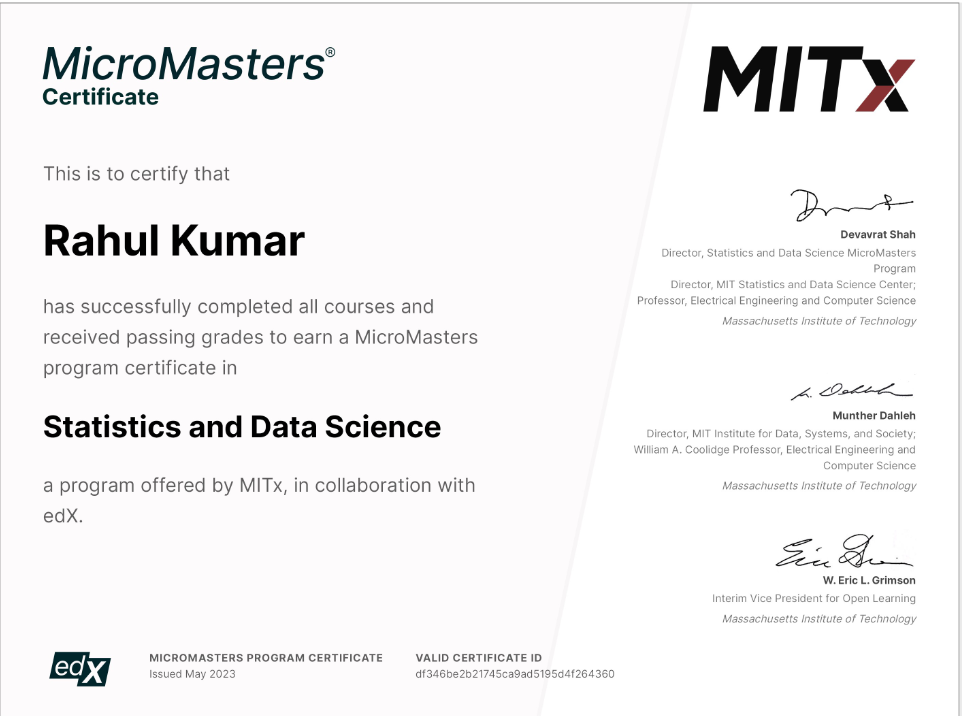 MicroMasters®
Certificate
MITx
This is to certify that
Rahul Kumar
has successfully completed all courses and
received passing grades to earn a MicroMasters
program certificate in
Statistics and Data Science
a program offered by MITx, in collaboration with
edX.
Devavrat Shah
Director, Statistics and Data Science MicroMasters
Program
Director, MIT Statistics and Data Science Center;
Professor, Electrical Engineering and Computer Science
Massachusetts Institute of Technology
Munther Dahleh
Director, MIT Institute for Data, Systems, and Society;
William A. Coolidge Professor, Electrical Engineering and
Computer Science
Massachusetts Institute of Technology
W. Eric L. Grimson
Interim Vice President for Open Learning
Massachusetts Institute of Technology
edX
MICROMASTERS PROGRAM CERTIFICATE
Issued May 2023
VALID CERTIFICATE ID
df346be2b21745ca9ad5195d4f264360